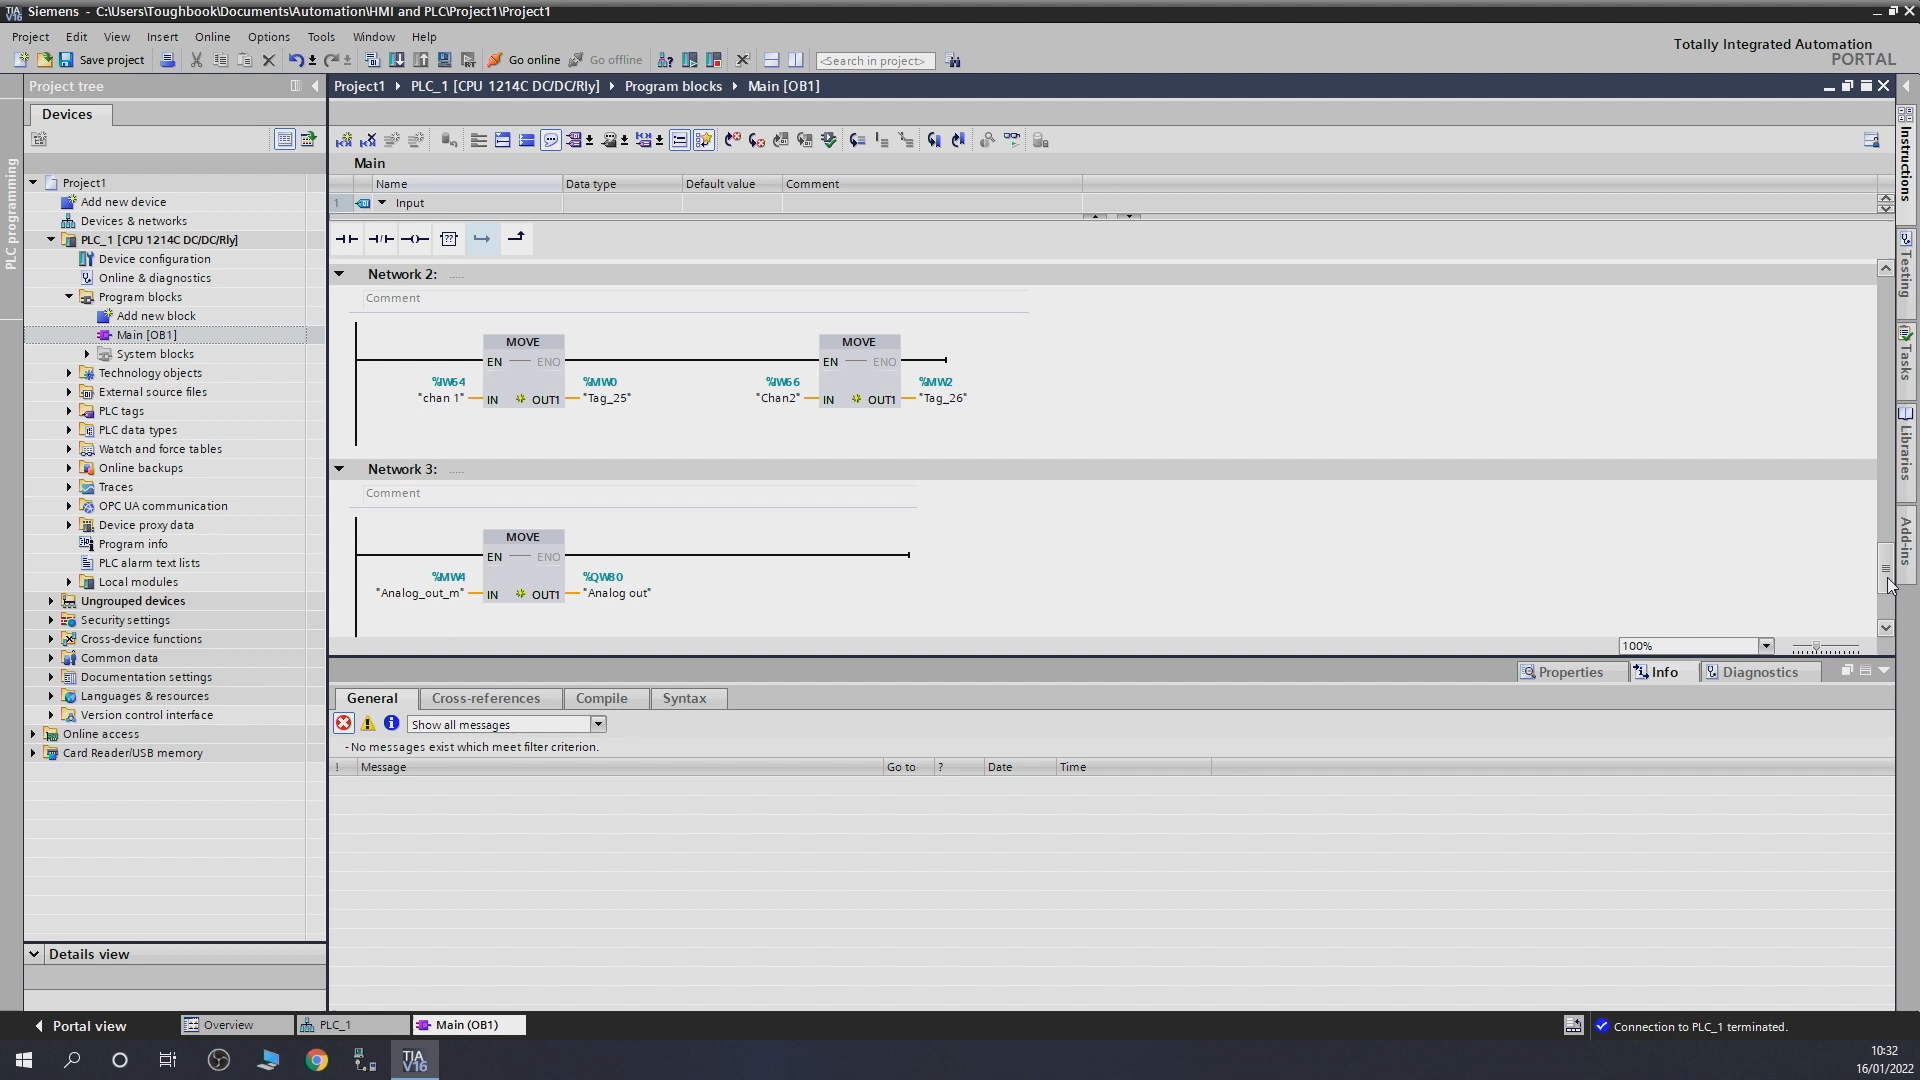 Siemens - C:\Users\Toughbook\Documents\Automation\HMI and PLC\Project1\Project1
Project Edit View Insert Online Options Tools Window Help
Totally Integrated Automation
PORTAL
Save project
Go online
Go offline
<Search in project>
Project tree
Project1 PLC_1 [CPU 1214C DC/DC/Rly] Program blocks Main [OB1]
Devices
PLC programming
Project1
Add new device
Devices & networks
PLC_1 [CPU 1214C DC/DC/Rly]
Device configuration
Online & diagnostics
Program blocks
Add new block
Main [OB1]
System blocks
Technology objects
External source files
PLC tags
PLC data types
Watch and force tables
Online backups
Traces
OPC UA communication
Device proxy data
Program info
PLC alarm text lists
Local modules
Ungrouped devices
Security settings
Cross-device functions
Common data
Documentation settings
Languages & resources
Version control interface
Online access
Card Reader/USB memory
Details view
Main
Name Data type Default value Comment
1 Input
??
Network 2: .....
Comment
MOVE MOVE
EN ENO EN ENO
%IW64 %MW0 %IW66 %MW2
"chan 1" IN OUT1 "Tag_25" "Chan2" IN OUT1 "Tag_26"
Network 3: .....
Comment
MOVE
EN ENO
%MW4 %QW80
"Analog_out_m" IN OUT1 "Analog out"
100%
Properties Info Diagnostics
General Cross-references Compile Syntax
Show all messages
- No messages exist which meet filter criterion.
! Message Go to ? Date Time
Instructions
Testing
Tasks
Libraries
Add-ins
Portal view Overview PLC_1 Main (OB1)
Connection to PLC_1 terminated.
TIA
V16
10:32
16/01/2022